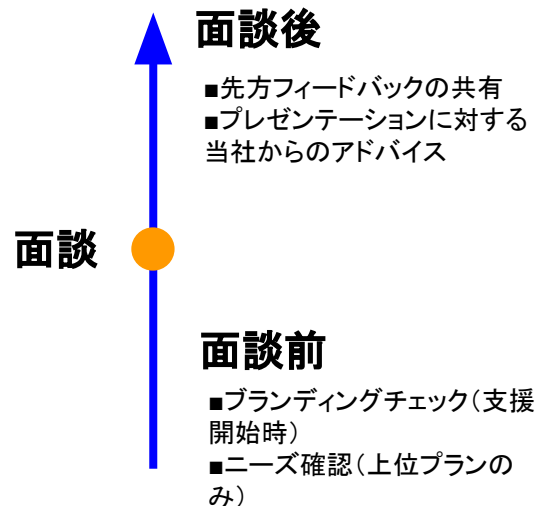 面談後
■先方フィードバックの共有
■プレゼンテーションに対する
当社からのアドバイス
面談
面談前
■ブランディングチェック（支援
開始時）
■ニーズ確認（上位プランの
み）